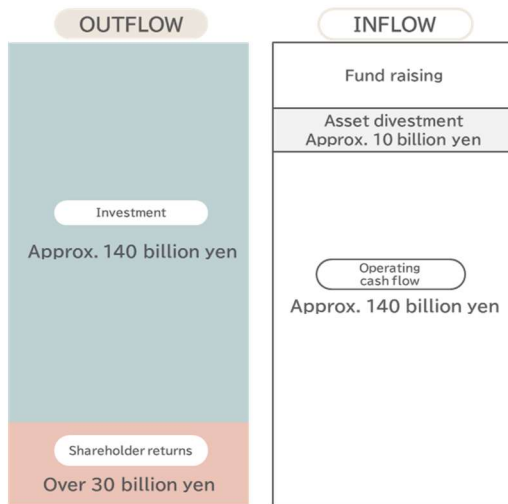 OUTFLOW
Investment
Approx. 140 billion yen
Shareholder returns
Over 30 billion yen
INFLOW
Fund raising
Asset divestment
Approx. 10 billion yen
Operating
cash flow
Approx. 140 billion yen